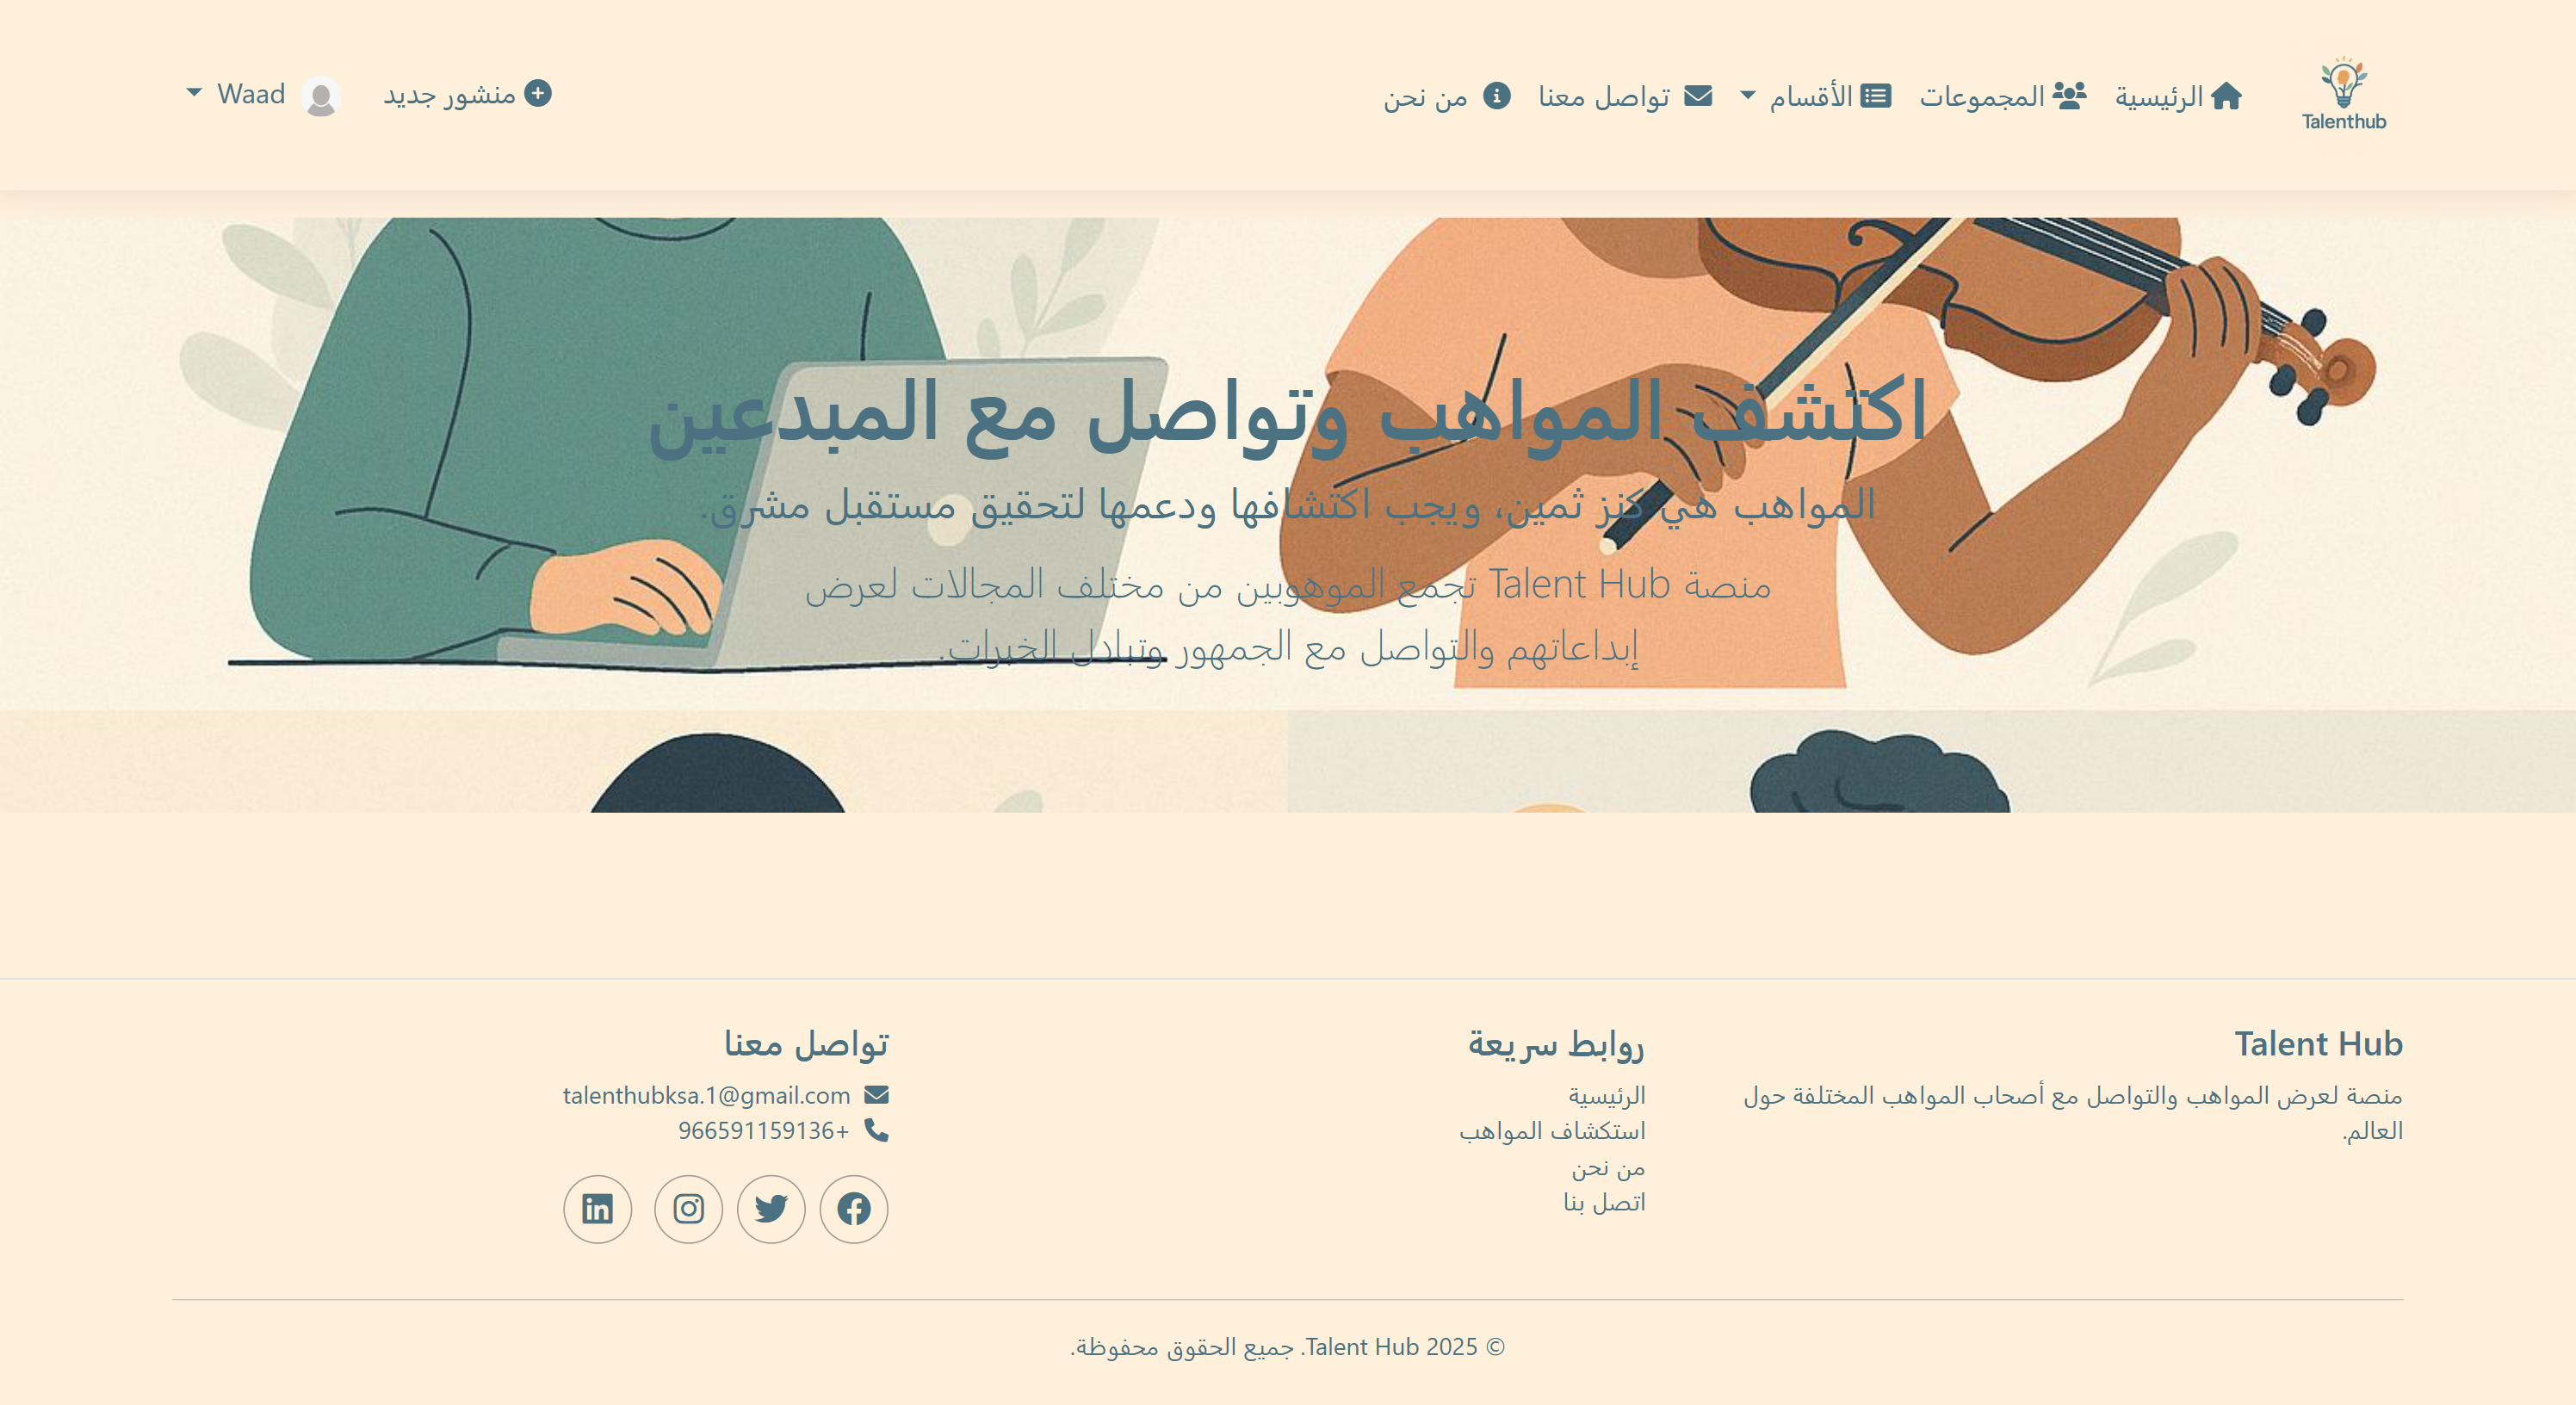 Talenthub
الرئيسية
المجموعات
الأقسام
تواصل معنا
من نحن
منشور جديد
Waad
اكتشف المواهب وتواصل مع المبدعين
المواهب هي كنز ثمين، ويجب اكتشافها ودعمها لتحقيق مستقبل مشرق.
منصة Talent Hub تجمع الموهوبين من مختلف المجالات لعرض
إبداعاتهم والتواصل مع الجمهور وتبادل الخبرات.
Talent Hub
منصة لعرض المواهب والتواصل مع أصحاب المواهب المختلفة حول
العالم.
روابط سريعة
الرئيسية
استكشاف المواهب
من نحن
اتصل بنا
تواصل معنا
talenthubksa.1@gmail.com
966591159136+
© 2025 Talent Hub. جميع الحقوق محفوظة.